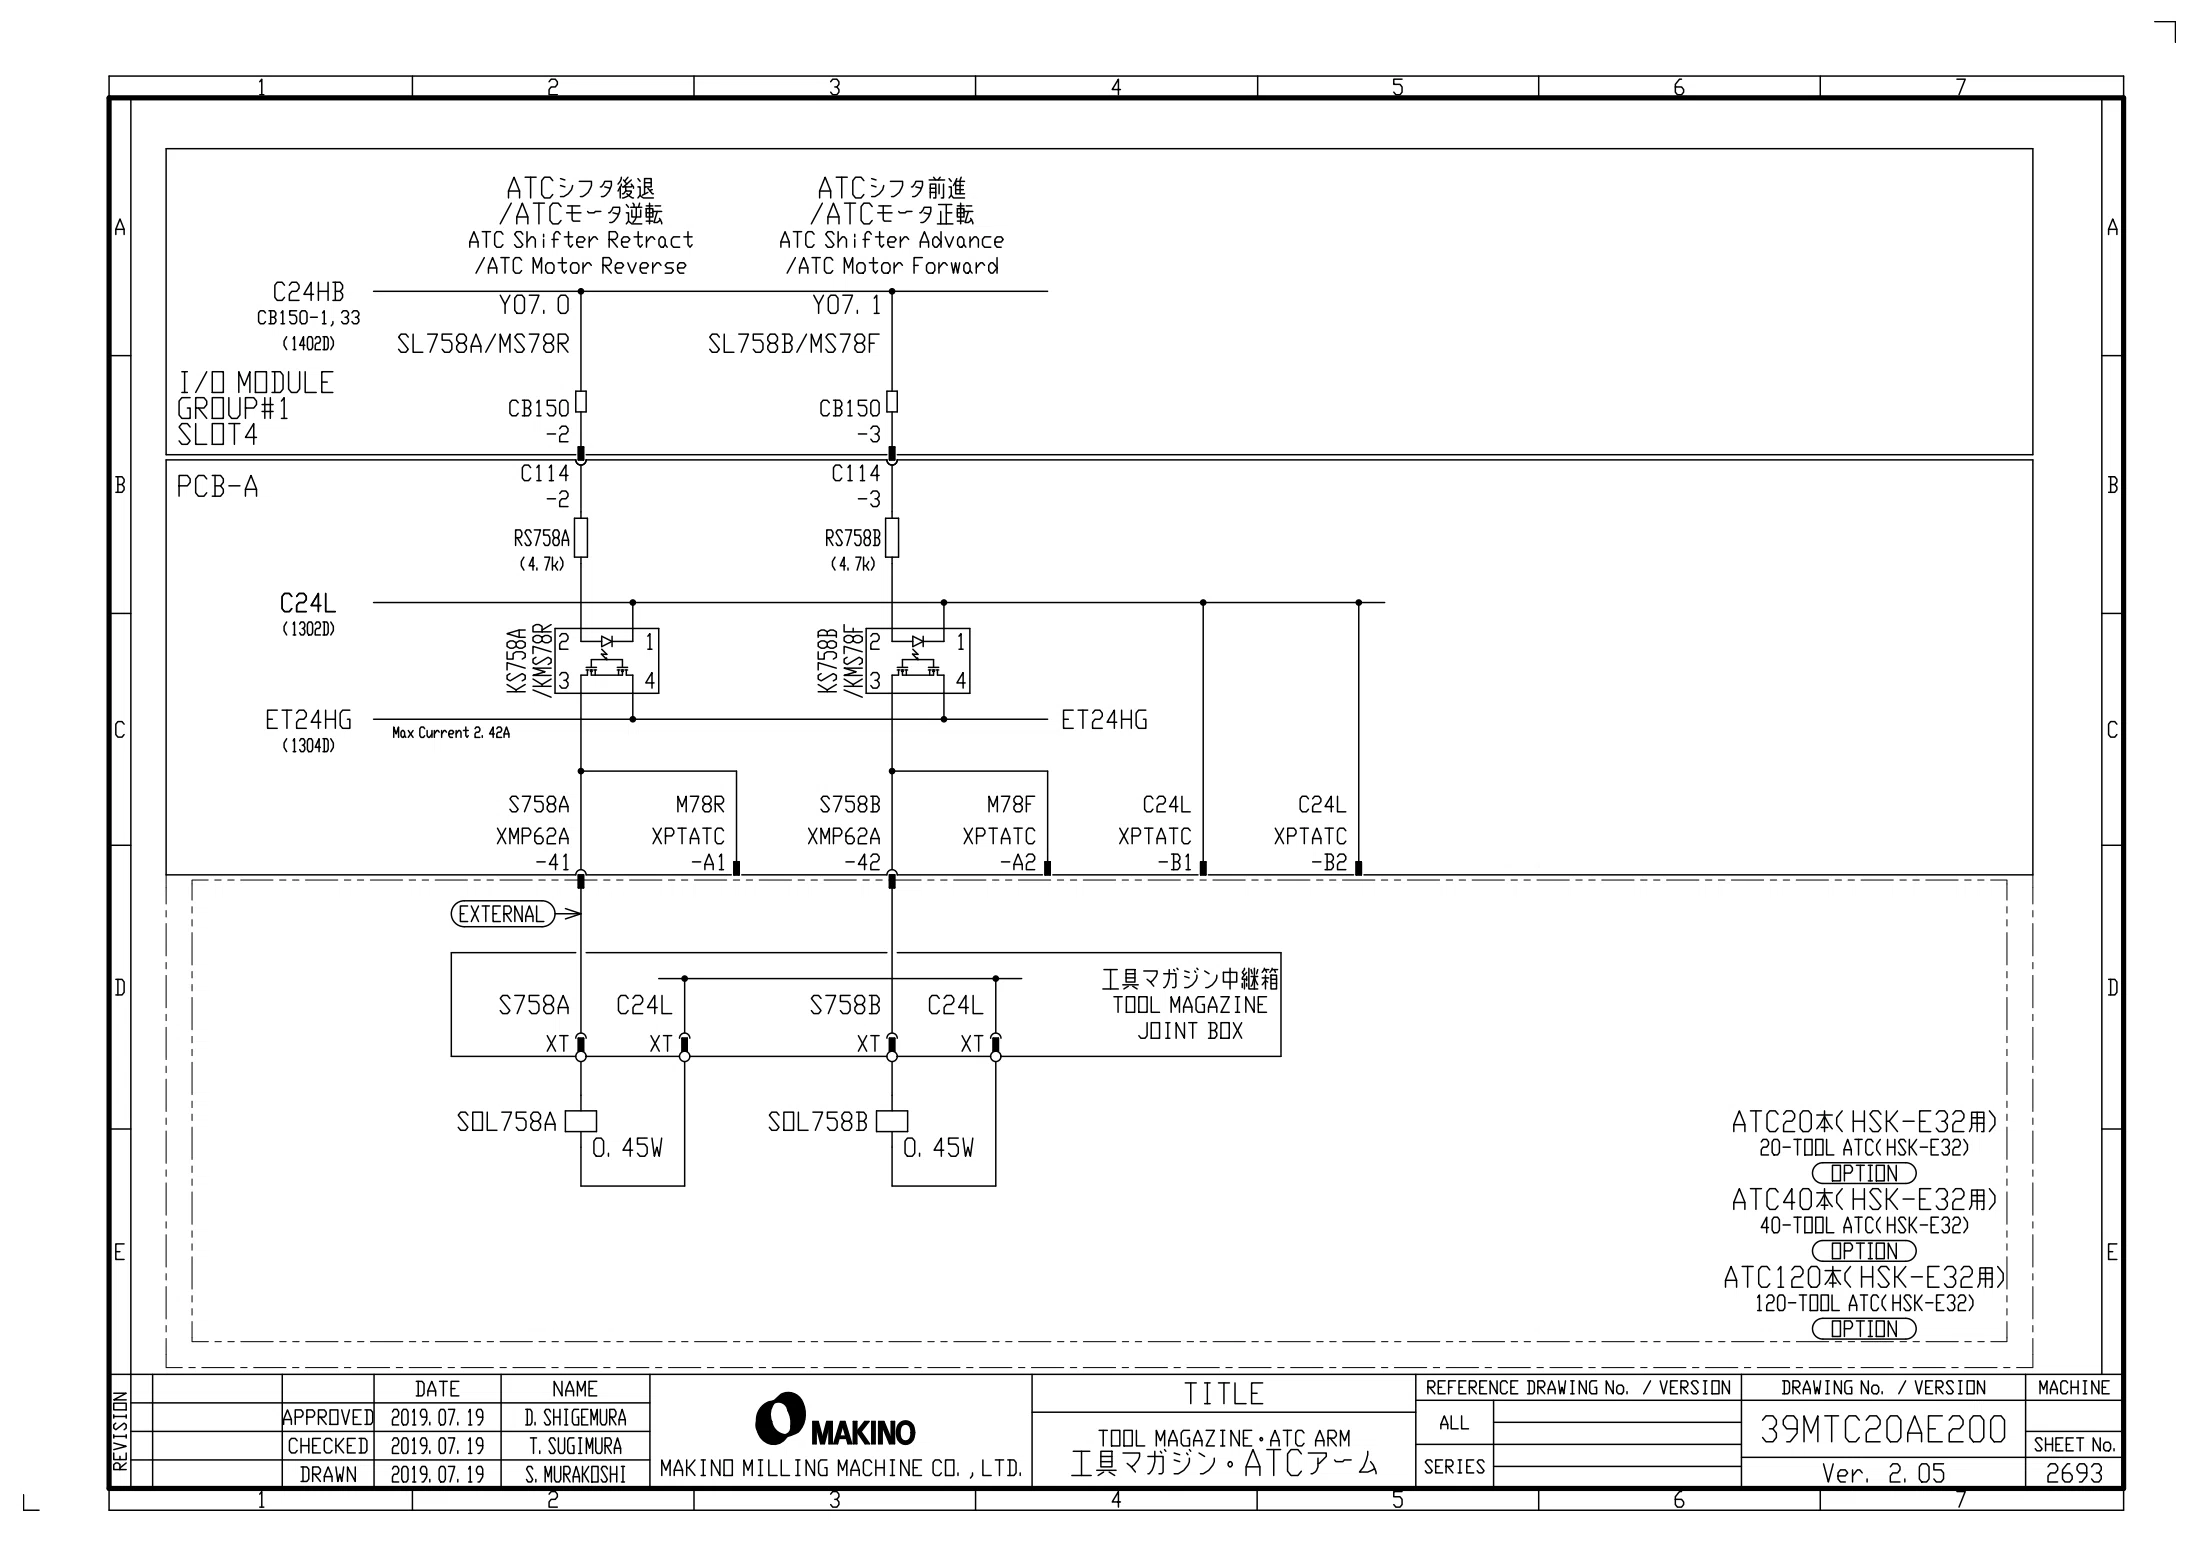 1 2 3 4 5 6 7
A
B
C
D
E
A
B
C
D
E
ATCシフタ後退
/ATCモータ逆転
ATC Shifter Retract
/ATC Motor Reverse
ATCシフタ前進
/ATCモータ正転
ATC Shifter Advance
/ATC Motor Forward
C24HB
CB150-1,33
(1402D)
Y07.0
SL758A/MS78R
Y07.1
SL758B/MS78F
I/O MODULE
GROUP#1
SLOT4
CB150
-2
CB150
-3
PCB-A
C114
-2
C114
-3
RS758A
(4.7k)
RS758B
(4.7k)
C24L
(1302D)
KS758A
/KMS78R
2 1
3 4
KS758B
/KMS78F
2 1
3 4
ET24HG
(1304D)
Max Current 2.42A
ET24HG
S758A
XMP62A
-41
M78R
XPTATC
-A1
S758B
XMP62A
-42
M78F
XPTATC
-A2
C24L
XPTATC
-B1
C24L
XPTATC
-B2
EXTERNAL
工具マガジン中継箱
TOOL MAGAZINE
JOINT BOX
S758A
XT
C24L
XT
S758B
XT
C24L
XT
SOL758A
0.45W
SOL758B
0.45W
ATC20本(HSK-E32用)
20-TOOL ATC(HSK-E32)
OPTION
ATC40本(HSK-E32用)
40-TOOL ATC(HSK-E32)
OPTION
ATC120本(HSK-E32用)
120-TOOL ATC(HSK-E32)
OPTION
REVISION
DATE NAME
APPROVED 2019.07.19 D. SHIGEMURA
CHECKED 2019.07.19 T. SUGIMURA
DRAWN 2019.07.19 S. MURAKOSHI
MAKINO
MAKINO MILLING MACHINE CO.,LTD.
TITLE
TOOL MAGAZINE・ATC ARM
工具マガジン・ATCアーム
REFERENCE DRAWING No. / VERSION
ALL
SERIES
DRAWING No. / VERSION
39MTC20AE200
Ver. 2.05
MACHINE
SHEET No.
2693
1 2 3 4 5 6 7